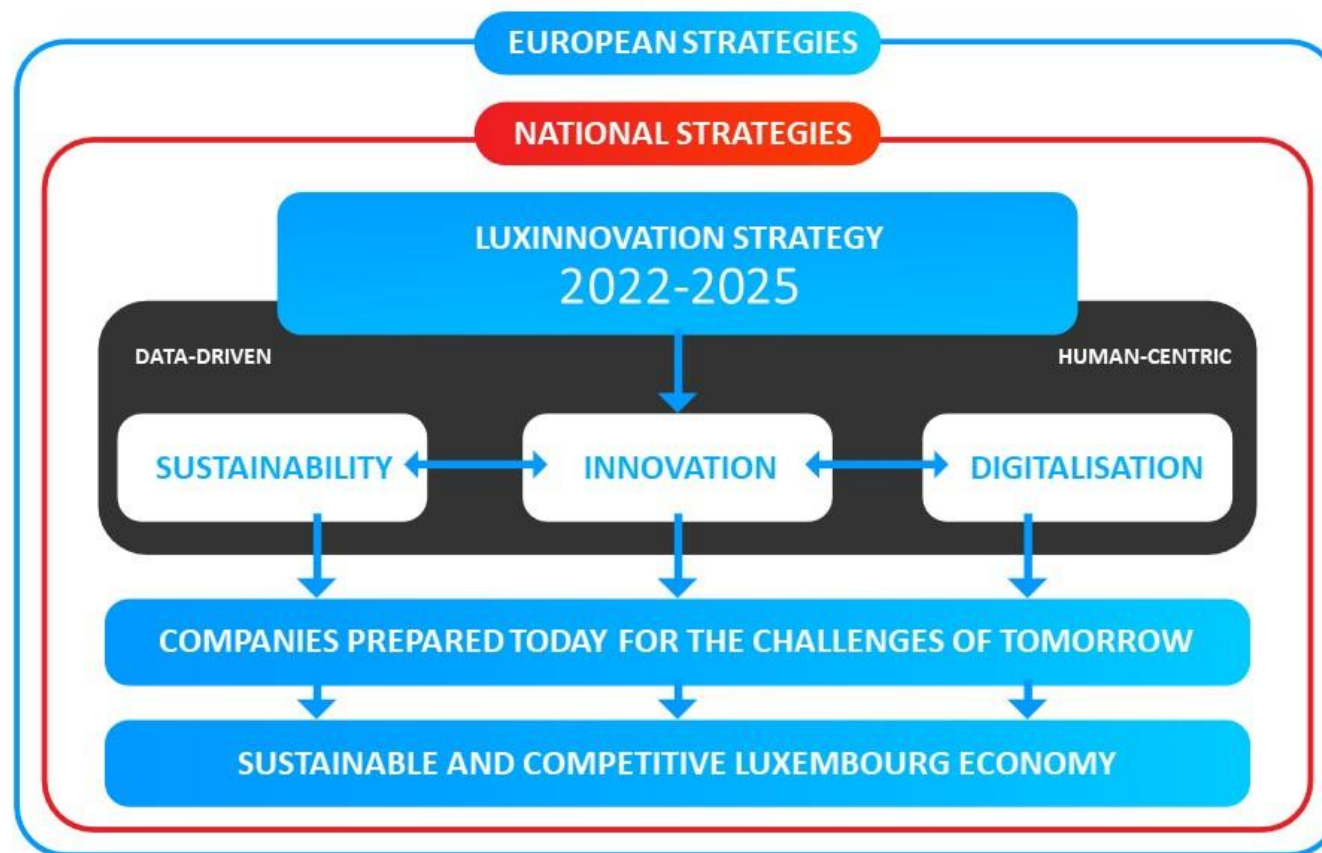 EUROPEAN STRATEGIES
NATIONAL STRATEGIES
LUXINNOVATION STRATEGY
2022-2025
DATA-DRIVEN
HUMAN-CENTRIC
SUSTAINABILITY
INNOVATION
DIGITALISATION
COMPANIES PREPARED TODAY FOR THE CHALLENGES OF TOMORROW
SUSTAINABLE AND COMPETITIVE LUXEMBOURG ECONOMY